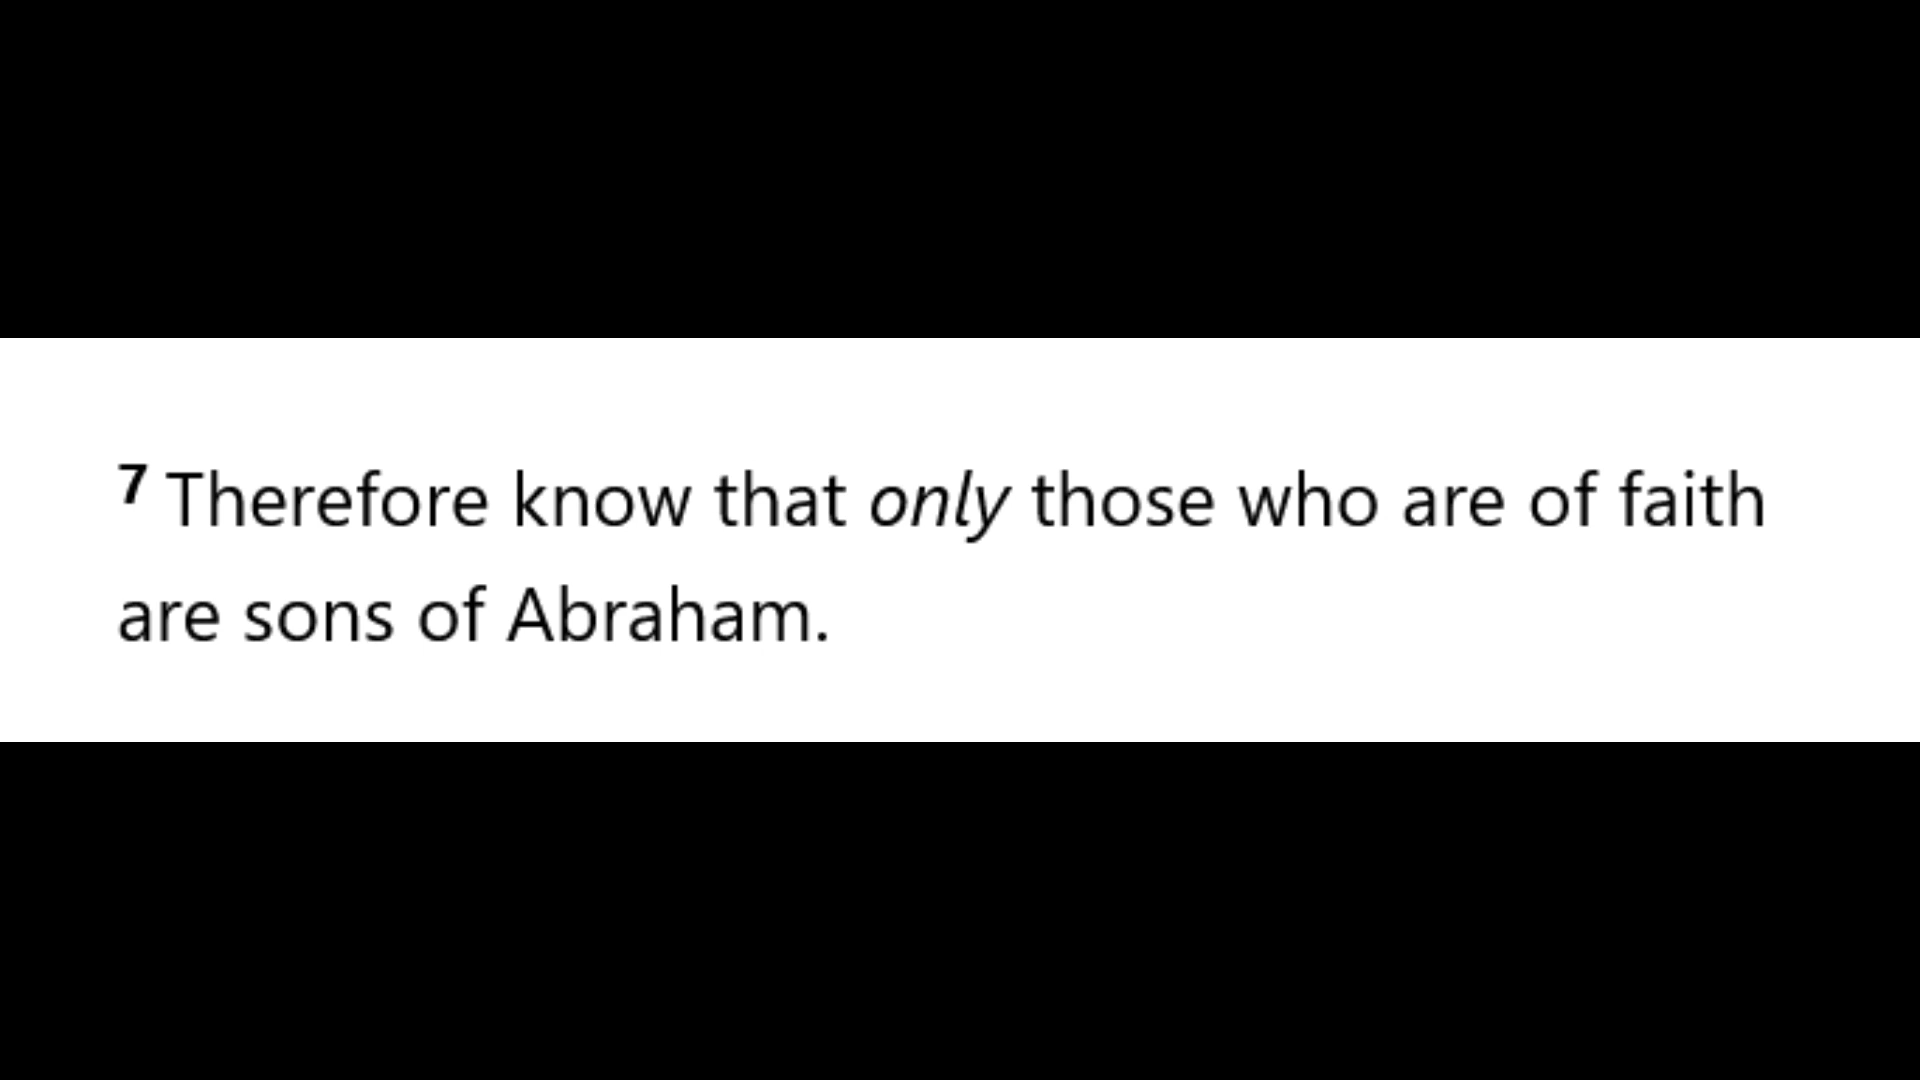 7 Therefore know that only those who are of faith
are sons of Abraham.